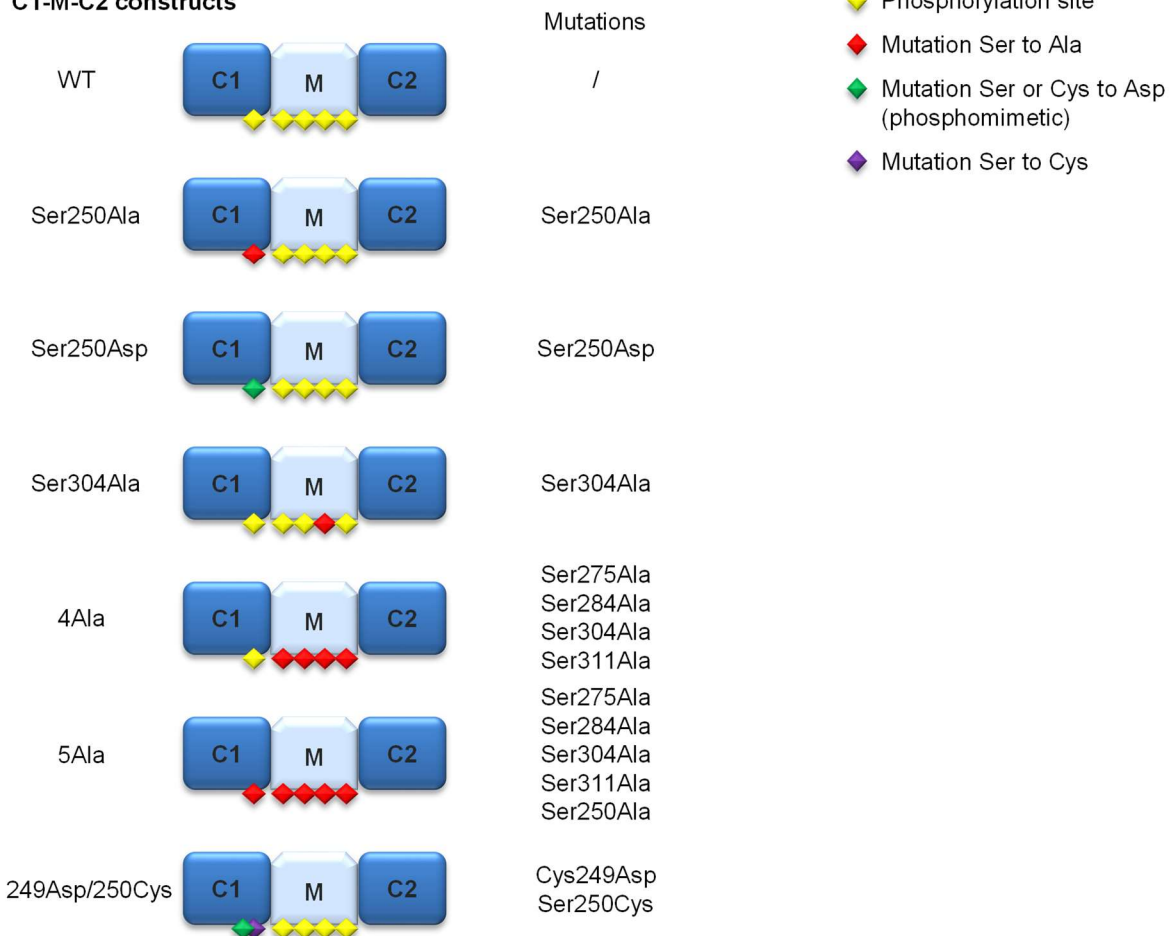 C1-M-C2 constructs
Mutations
Phosphorylation site
Mutation Ser to Ala
Mutation Ser or Cys to Asp
(phosphomimetic)
Mutation Ser to Cys
WT
C1
M
C2
/
Ser250Ala
C1
M
C2
Ser250Ala
Ser250Asp
C1
M
C2
Ser250Asp
Ser304Ala
C1
M
C2
Ser304Ala
4Ala
C1
M
C2
Ser275Ala
Ser284Ala
Ser304Ala
Ser311Ala
5Ala
C1
M
C2
Ser275Ala
Ser284Ala
Ser304Ala
Ser311Ala
Ser250Ala
249Asp/250Cys
C1
M
C2
Cys249Asp
Ser250Cys